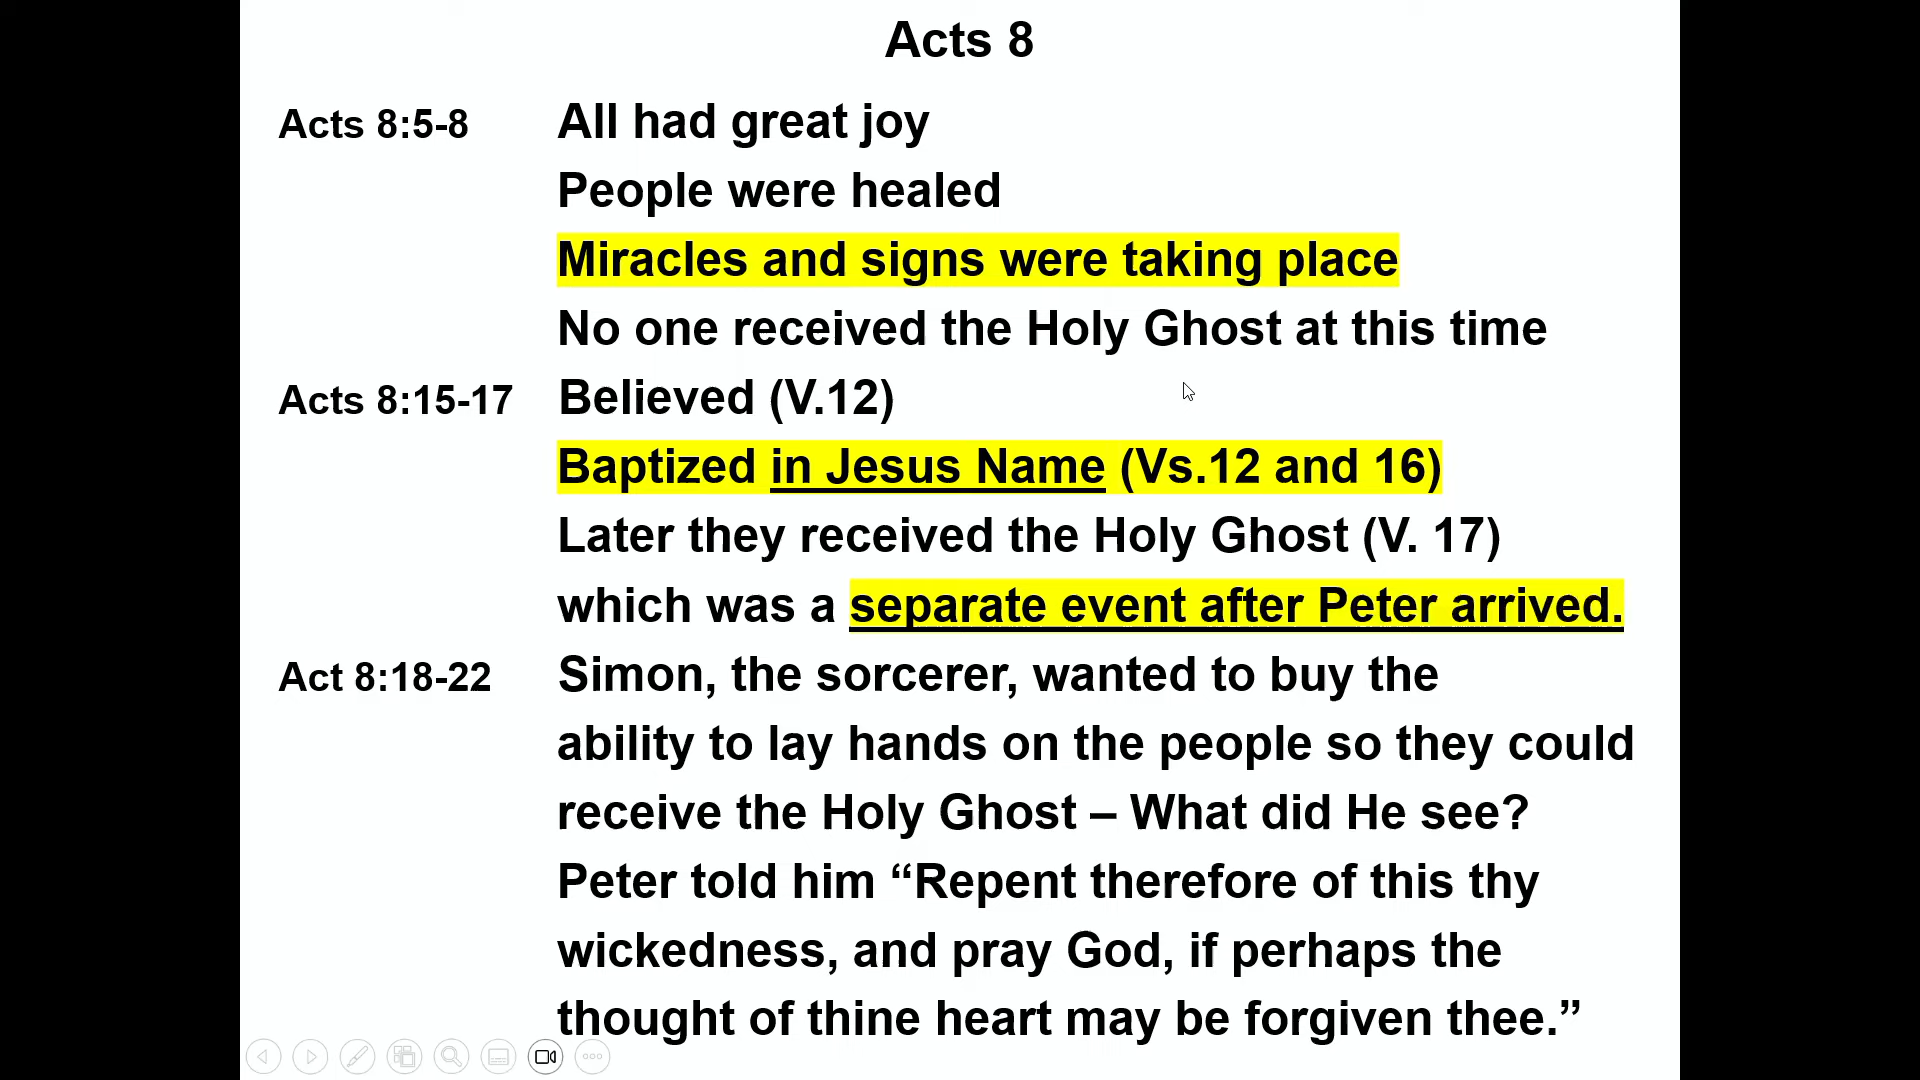 Acts 8
Acts 8:5-8 All had great joy
People were healed
Miracles and signs were taking place
No one received the Holy Ghost at this time
Acts 8:15-17 Believed (V.12)
Baptized in Jesus Name (Vs.12 and 16)
Later they received the Holy Ghost (V. 17)
which was a separate event after Peter arrived.
Act 8:18-22 Simon, the sorcerer, wanted to buy the
ability to lay hands on the people so they could
receive the Holy Ghost – What did He see?
Peter told him “Repent therefore of this thy
wickedness, and pray God, if perhaps the
thought of thine heart may be forgiven thee.”